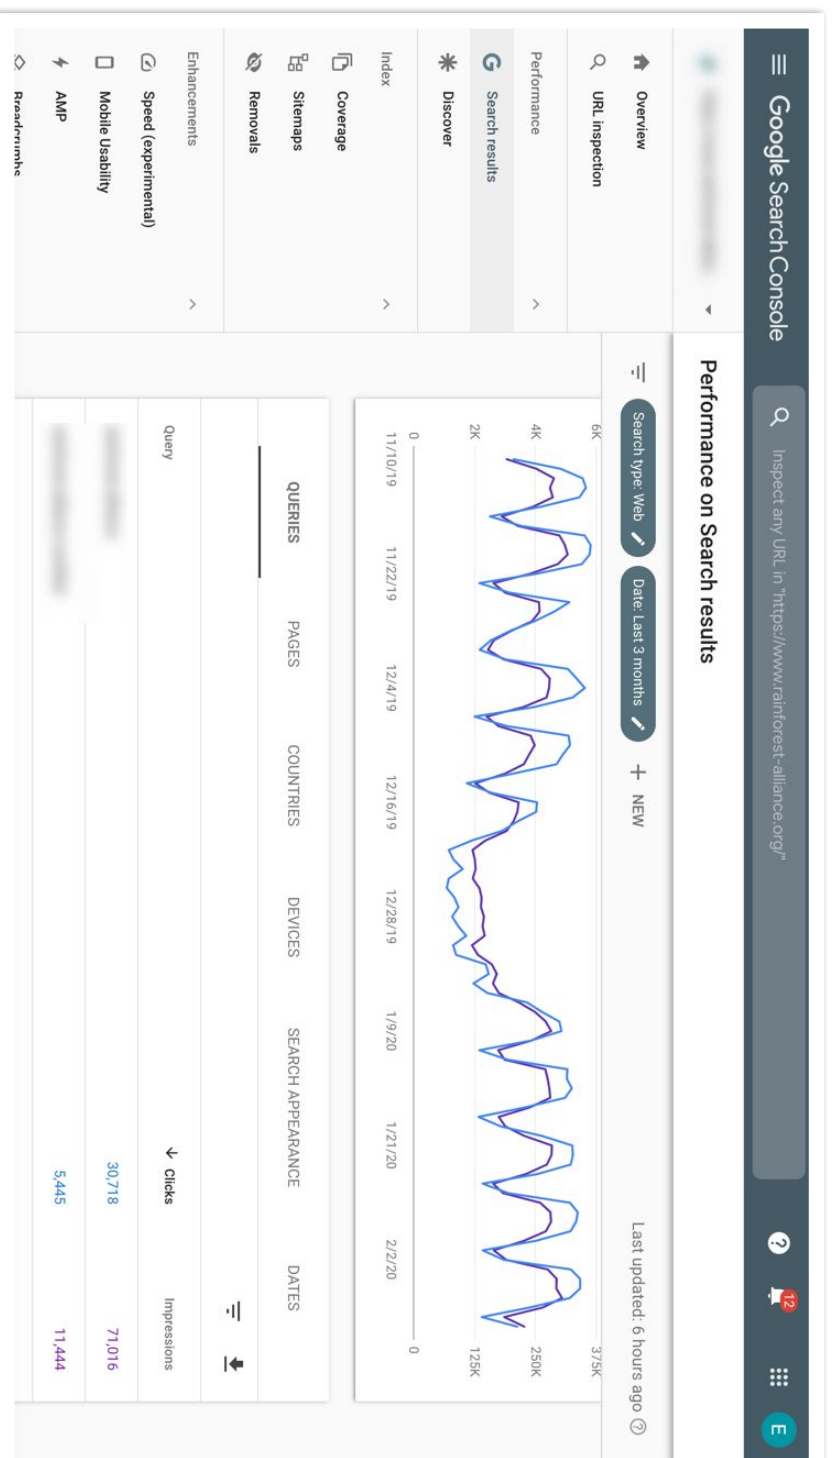 Google Search Console
Inspect any URL in "https://www.rainforest-alliance.org/"
12
E
Overview
URL inspection
Performance
Search results
Discover
Index
Coverage
Sitemaps
Removals
Enhancements
Speed (experimental)
Mobile Usability
AMP
Breadcrumbs
Performance on Search results
Search type: Web
Date: Last 3 months
+ NEW
Last updated: 6 hours ago
6K
4K
2K
0
375K
250K
125K
0
11/10/19 11/22/19 12/4/19 12/16/19 12/28/19 1/9/20 1/21/20 2/2/20
QUERIES PAGES COUNTRIES DEVICES SEARCH APPEARANCE DATES
Query Clicks Impressions
30,718 71,016
5,445 11,444